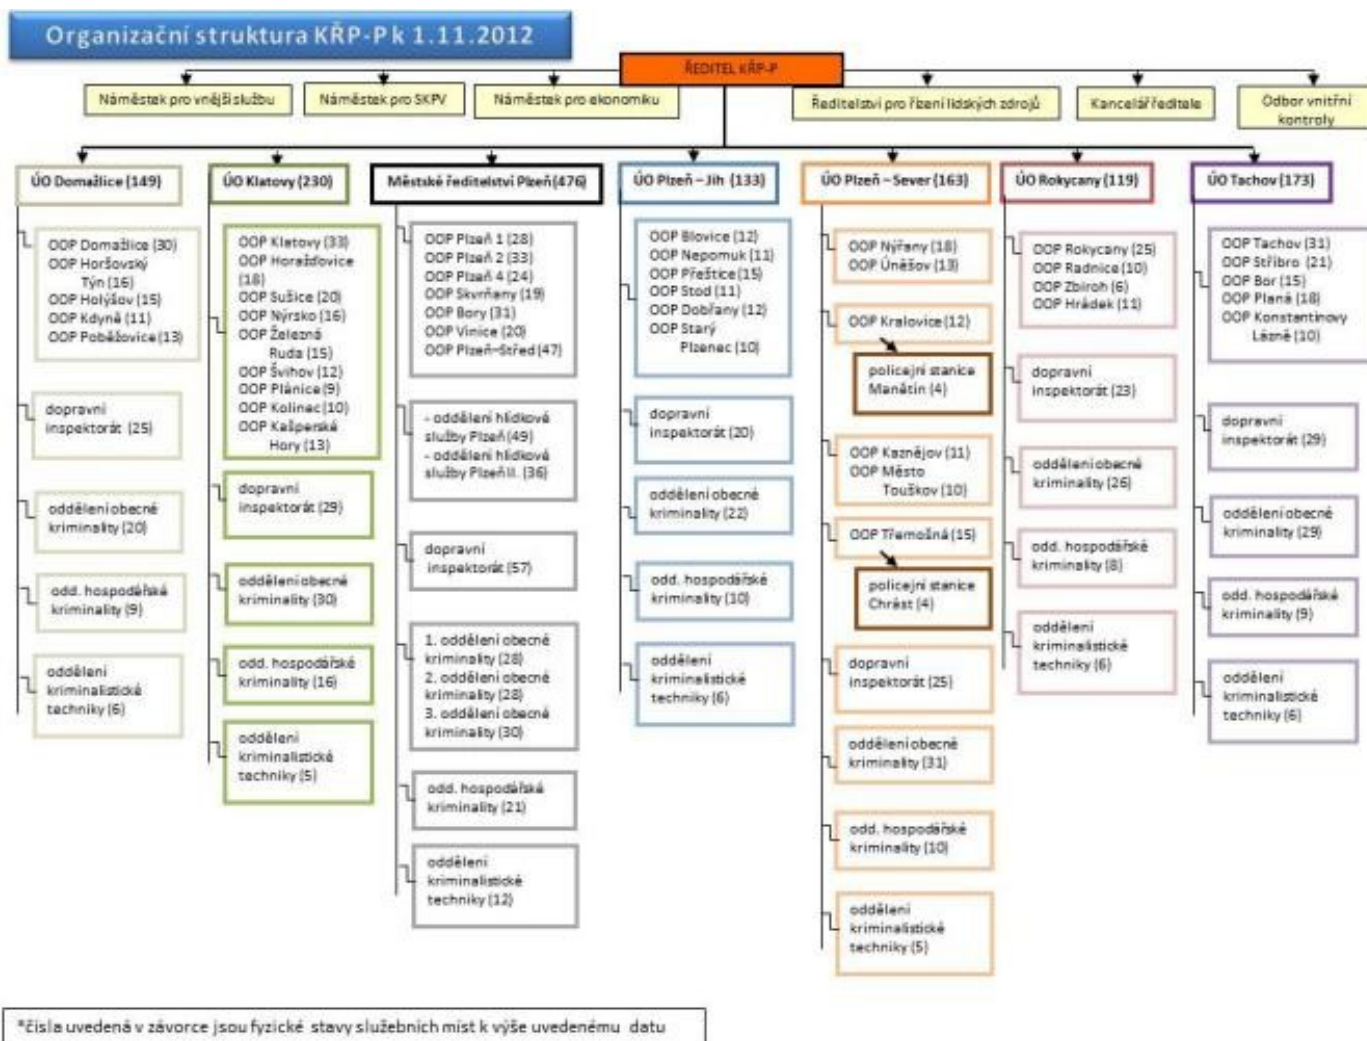 Organizační struktura KŘP-P k 1.11.2012
ŘEDITEL KŘP-P
Náměstek pro vnější službu
Náměstek pro SKPV
Náměstek pro ekonomiku
Ředitelství pro řízení lidských zdrojů
Kancelář ředitele
Odbor vnitřní
kontroly
ÚO Domažlice (149)
OOP Domažlice (30)
OOP Horšovský
Týn (16)
OOP Holýšov (15)
OOP Kdyně (11)
OOP Poběžovice (13)
dopravní
inspektorát (25)
oddělení obecné
kriminality (20)
odd. hospodářské
kriminality (9)
oddělení
kriminalistické
techniky (6)
ÚO Klatovy (230)
OOP Klatovy (33)
OOP Horažďovice
(18)
OOP Sušice (20)
OOP Nýrsko (16)
OOP Železná
Ruda (15)
OOP Švihov (12)
OOP Plánice (9)
OOP Kolinec (10)
OOP Kašperské
Hory (13)
dopravní
inspektorát (29)
oddělení obecné
kriminality (30)
odd. hospodářské
kriminality (16)
oddělení
kriminalistické
techniky (5)
Městské ředitelství Plzeň (476)
OOP Plzeň 1 (28)
OOP Plzeň 2 (33)
OOP Plzeň 4 (24)
OOP Skvrňany (19)
OOP Bory (31)
OOP Vinice (20)
OOP Plzeň–Střed (47)
- oddělení hlídkové
služby Plzeň (49)
- oddělení hlídkové
služby Plzeň II. (36)
dopravní
inspektorát (57)
1. oddělení obecné
kriminality (28)
2. oddělení obecné
kriminality (28)
3. oddělení obecné
kriminality (30)
odd. hospodářské
kriminality (21)
oddělení
kriminalistické
techniky (12)
ÚO Plzeň – Jih (133)
OOP Blovice (12)
OOP Nepomuk (11)
OOP Přeštice (15)
OOP Stod (11)
OOP Dobřany (12)
OOP Starý
Plzenec (10)
dopravní
inspektorát (20)
oddělení obecné
kriminality (22)
odd. hospodářské
kriminality (10)
oddělení
kriminalistické
techniky (6)
ÚO Plzeň – Sever (163)
OOP Nýřany (18)
OOP Úněšov (13)
OOP Kralovice (12)
policejní stanice
Manětín (4)
OOP Kaznějov (11)
OOP Město
Touškov (10)
OOP Třemošná (15)
policejní stanice
Chrást (4)
dopravní
inspektorát (25)
oddělení obecné
kriminality (31)
odd. hospodářské
kriminality (10)
oddělení
kriminalistické
techniky (5)
ÚO Rokycany (119)
OOP Rokycany (25)
OOP Radnice (10)
OOP Zbiroh (6)
OOP Hrádek (11)
dopravní
inspektorát (23)
oddělení obecné
kriminality (26)
odd. hospodářské
kriminality (8)
oddělení
kriminalistické
techniky (6)
ÚO Tachov (173)
OOP Tachov (31)
OOP Stříbro (21)
OOP Bor (15)
OOP Planá (18)
OOP Konstantinovy
Lázně (10)
dopravní
inspektorát (29)
oddělení obecné
kriminality (29)
odd. hospodářské
kriminality (9)
oddělení
kriminalistické
techniky (6)
*čísla uvedená v závorce jsou fyzické stavy služebních míst k výše uvedenému datu